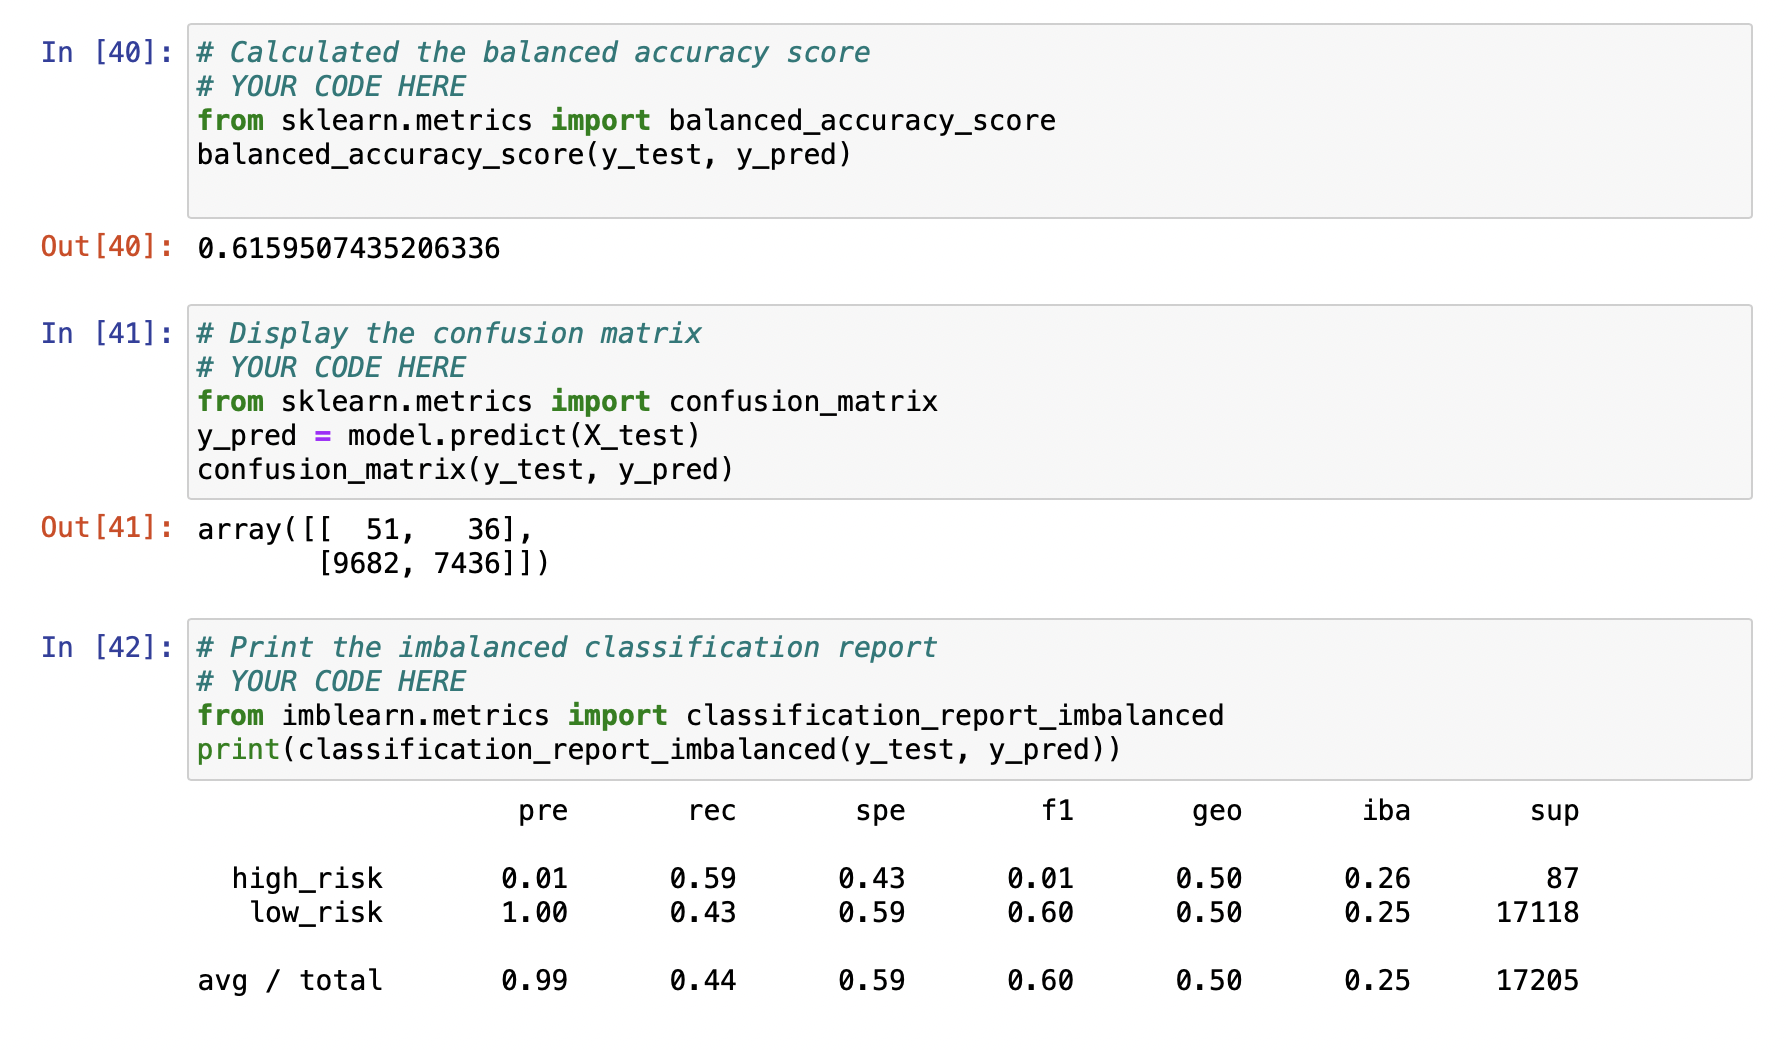 In [40]: # Calculated the balanced accuracy score
# YOUR CODE HERE
from sklearn.metrics import balanced_accuracy_score
balanced_accuracy_score(y_test, y_pred)
Out[40]: 0.6159507435206336
In [41]: # Display the confusion matrix
# YOUR CODE HERE
from sklearn.metrics import confusion_matrix
y_pred = model.predict(X_test)
confusion_matrix(y_test, y_pred)
Out[41]: array([[  51,   36],
       [9682, 7436]])
In [42]: # Print the imbalanced classification report
# YOUR CODE HERE
from imblearn.metrics import classification_report_imbalanced
print(classification_report_imbalanced(y_test, y_pred))
pre rec spe f1 geo iba sup
high_risk 0.01 0.59 0.43 0.01 0.50 0.26 87
low_risk 1.00 0.43 0.59 0.60 0.50 0.25 17118
avg / total 0.99 0.44 0.59 0.60 0.50 0.25 17205